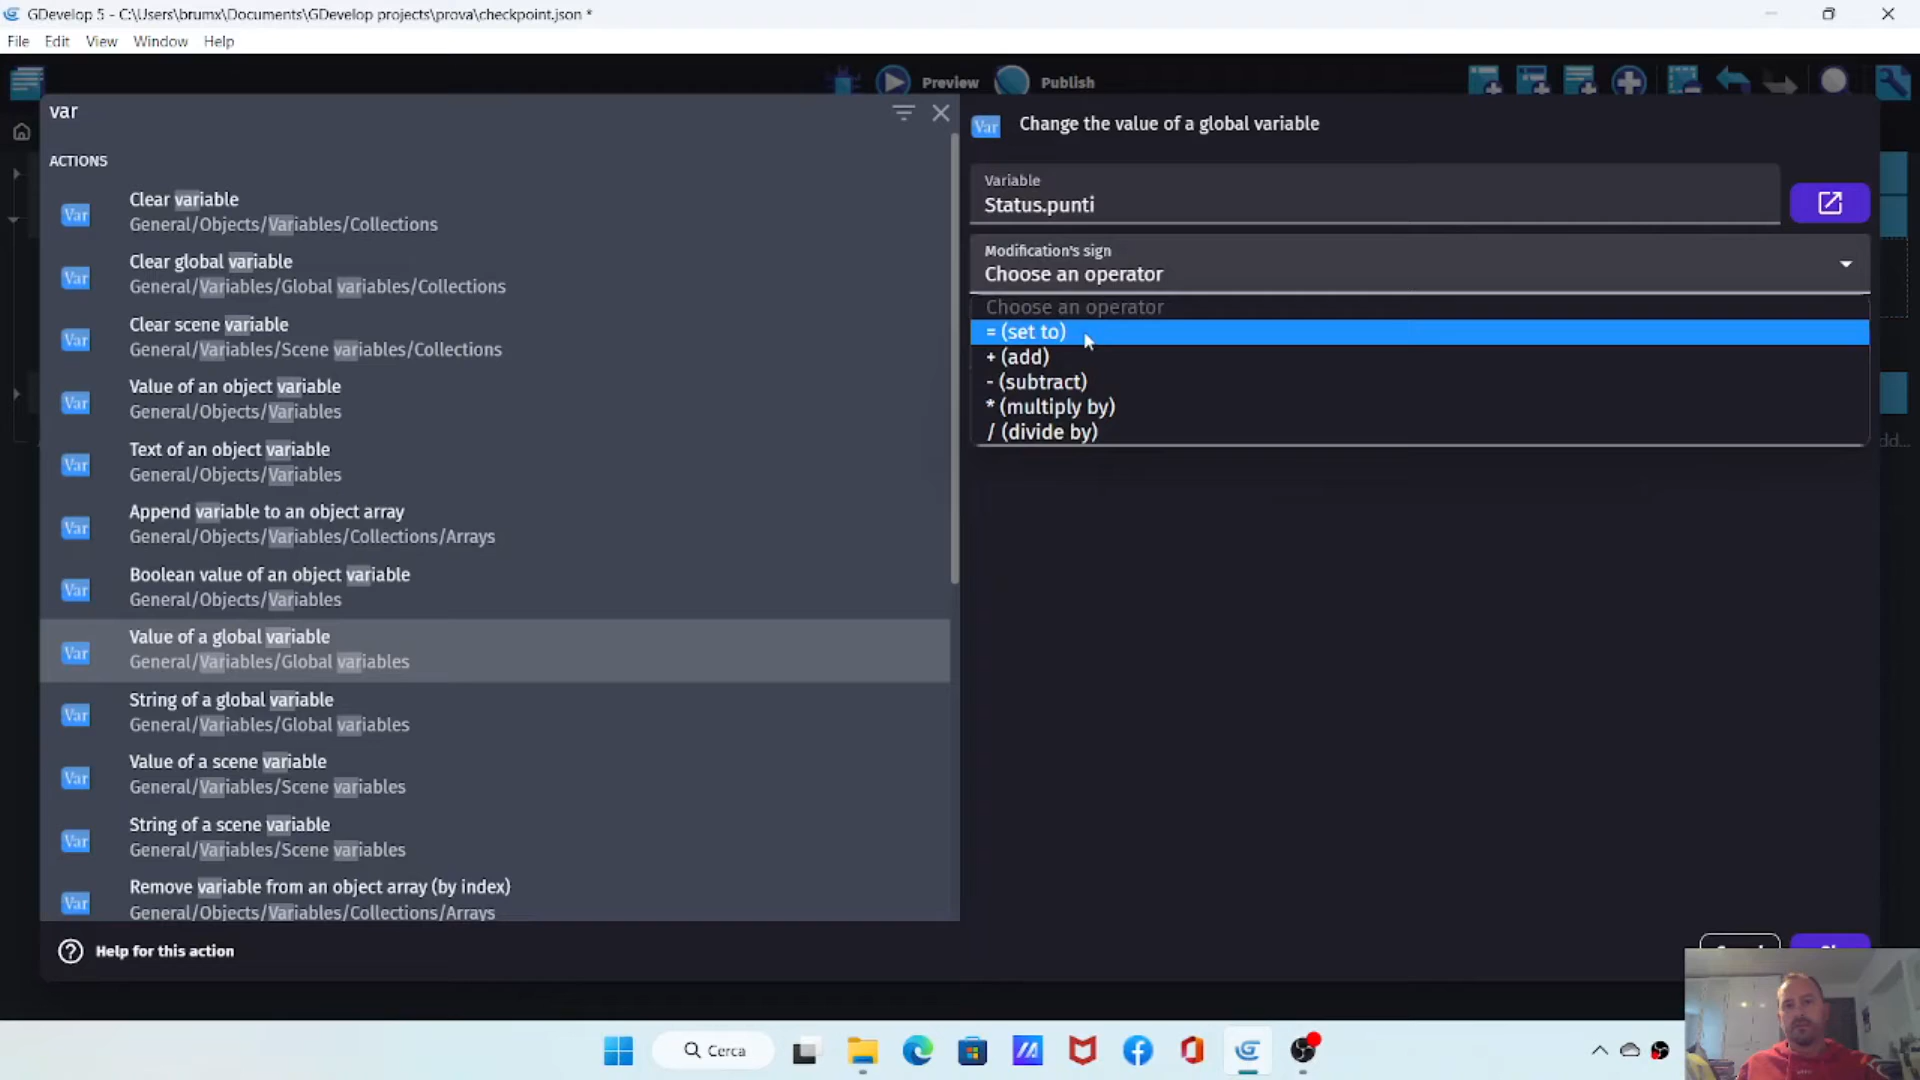 GDevelop 5 - C:\Users\brumx\Documents\GDevelop projects\prova\checkpoint.json *
File Edit View Window Help
Preview Publish
var
ACTIONS
Clear variable
General/Objects/Variables/Collections
Clear global variable
General/Variables/Global variables/Collections
Clear scene variable
General/Variables/Scene variables/Collections
Value of an object variable
General/Objects/Variables
Text of an object variable
General/Objects/Variables
Append variable to an object array
General/Objects/Variables/Collections/Arrays
Boolean value of an object variable
General/Objects/Variables
Value of a global variable
General/Variables/Global variables
String of a global variable
General/Variables/Global variables
Value of a scene variable
General/Variables/Scene variables
String of a scene variable
General/Variables/Scene variables
Remove variable from an object array (by index)
General/Objects/Variables/Collections/Arrays
Help for this action
Var Change the value of a global variable
Variable
Status.punti
Modification's sign
Choose an operator
Choose an operator
= (set to)
+ (add)
- (subtract)
* (multiply by)
/ (divide by)
Cerca